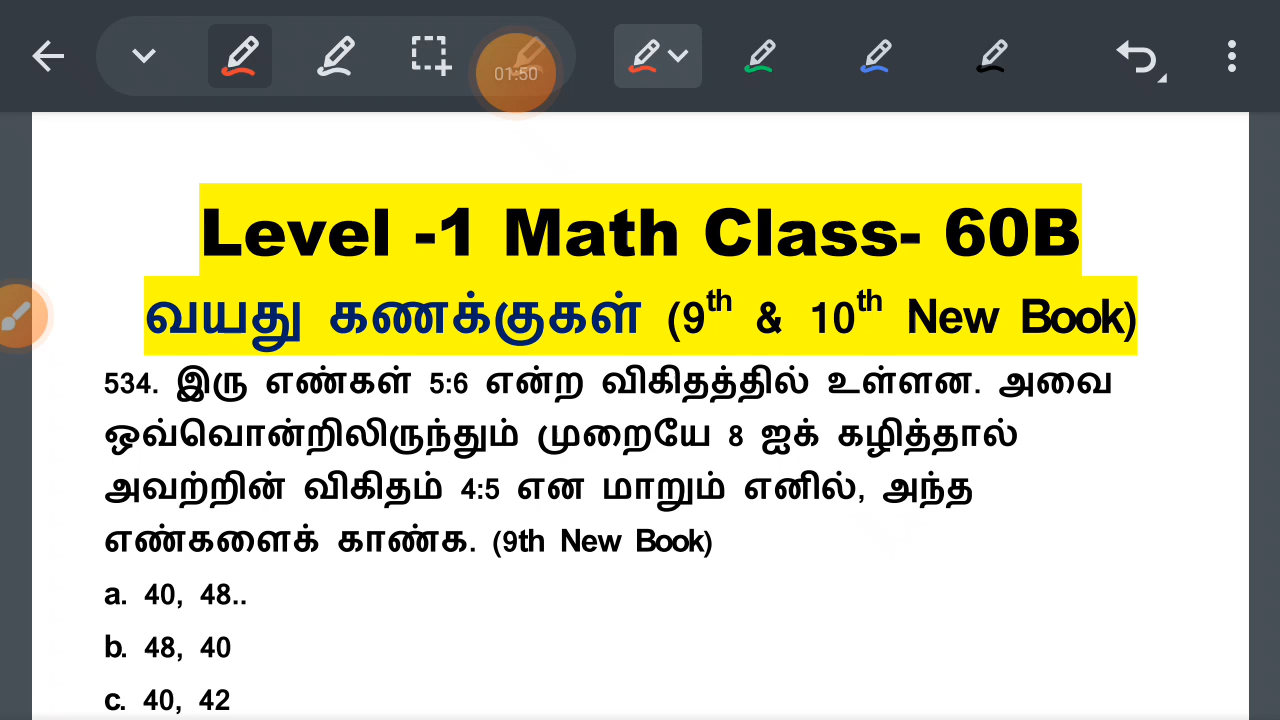 01:50
Level -1 Math Class- 60B
வயது கணக்குகள் (9th & 10th New Book)
534. இரு எண்கள் 5:6 என்ற விகிதத்தில் உள்ளன. அவை
ஒவ்வொன்றிலிருந்தும் முறையே 8 ஐக் கழித்தால்
அவற்றின் விகிதம் 4:5 என மாறும் எனில், அந்த
எண்களைக் காண்க. (9th New Book)
a. 40, 48..
b. 48, 40
c. 40, 42